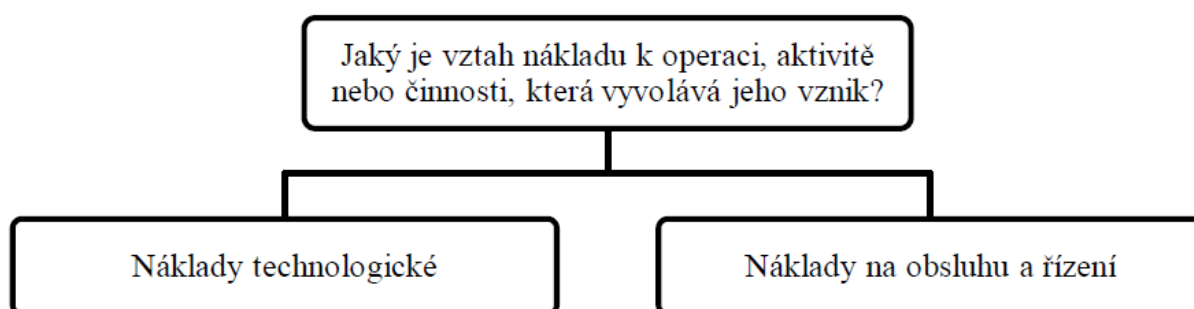 Jaký je vztah nákladu k operaci, aktivitě
nebo činnosti, která vyvolává jeho vznik?
Náklady technologické
Náklady na obsluhu a řízení